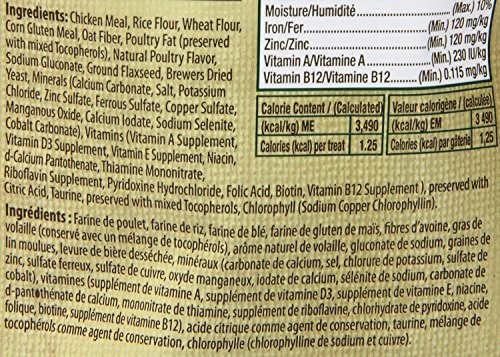 Ingredients: Chicken Meal, Rice Flour, Wheat Flour,
Corn Gluten Meal, Oat Fiber, Poultry Fat (preserved
with mixed Tocopherols), Natural Poultry Flavor,
Sodium Gluconate, Ground Flaxseed, Brewers Dried
Yeast, Minerals (Calcium Carbonate, Salt, Potassium
Chloride, Zinc Sulfate, Ferrous Sulfate, Copper Sulfate,
Manganous Oxide, Calcium Iodate, Sodium Selenite,
Cobalt Carbonate), Vitamins (Vitamin A Supplement,
Vitamin D3 Supplement, Vitamin E Supplement, Niacin,
d-Calcium Pantothenate, Thiamine Mononitrate,
Riboflavin Supplement, Pyridoxine Hydrochloride, Folic Acid, Biotin, Vitamin B12 Supplement ), preserved with
Citric Acid, Taurine, preserved with mixed Tocopherols, Chlorophyll (Sodium Copper Chlorophyllin).
Moisture/Humidité (Max.) 10%
Iron/Fer (Min.) 120 mg/kg
Zinc/Zinc (Min.) 120 mg/kg
Vitamin A/Vitamine A (Min.) 230 IU/kg
Vitamin B12/Vitamine B12 (Min.) 0.115 mg/kg
Calorie Content / (Calculated)
(kcal/kg) ME 3,490
Calories (kcal) per treat 1.25
Valeur calorigène / (calculée)
(kcal/kg) EM 3 490
Calories (kcal) par gâterie 1.25
Ingrédients : Farine de poulet, farine de riz, farine de blé, farine de gluten de maïs, fibres d'avoine, gras de
volaille (conservé avec un mélange de tocophérols), arôme naturel de volaille, gluconate de sodium, graines de
lin moulues, levure de bière desséchée, minéraux (carbonate de calcium, sel, chlorure de potassium, sulfate de
zinc, sulfate ferreux, sulfate de cuivre, oxyde manganeux, iodate de calcium, sélénite de sodium, carbonate de
cobalt), vitamines (supplément de vitamine A, supplément de vitamine D3, supplément de vitamine E, niacine,
d-pantothénate de calcium, mononitrate de thiamine, supplément de riboflavine, chlorhydrate de pyridoxine, acide
folique, biotine, supplément de vitamine B12), acide citrique comme agent de conservation, taurine, mélange de
tocophérols comme agent de conservation, chlorophylle (chlorophylline de sodium et cuivre).